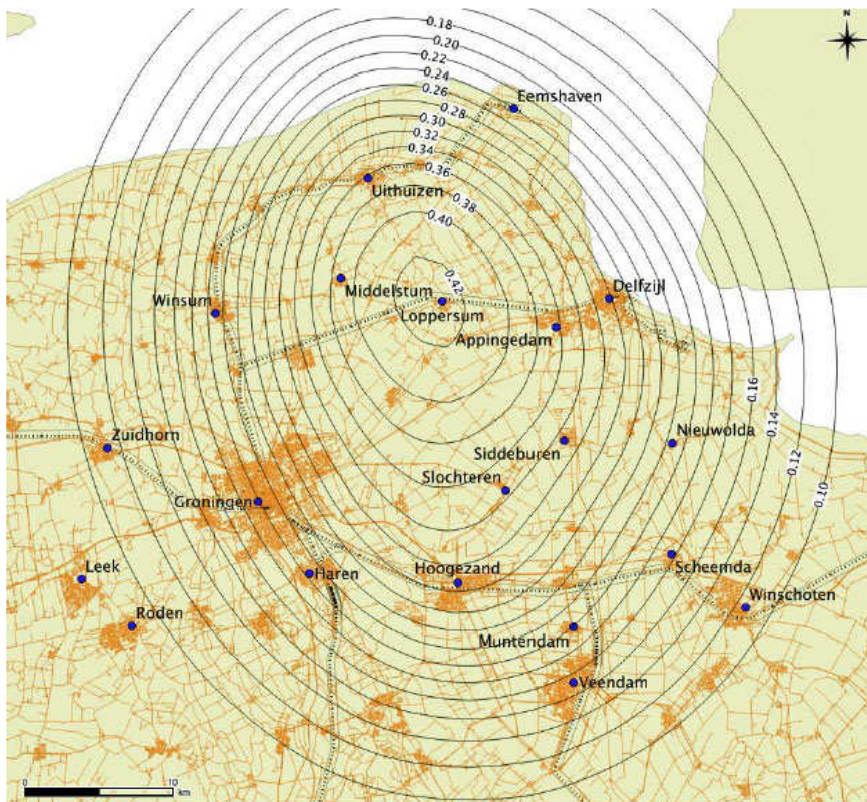 0.18
0.20
0.22
0.24
0.26
0.28
0.30
0.32
0.34
0.36
0.38
0.40
0.42
N
Eemshaven
Uithuizen
Middelstum
Winsum
Loppersum
Delfzijl
Appingedam
0.16
0.14
0.12
0.10
Zuidhorn
Siddeburen
Nieuwolda
Slochteren
Groningen
Leek
Haren
Hoogezand
Scheemda
Roden
Winschoten
Muntendam
Veendam
0
10
km